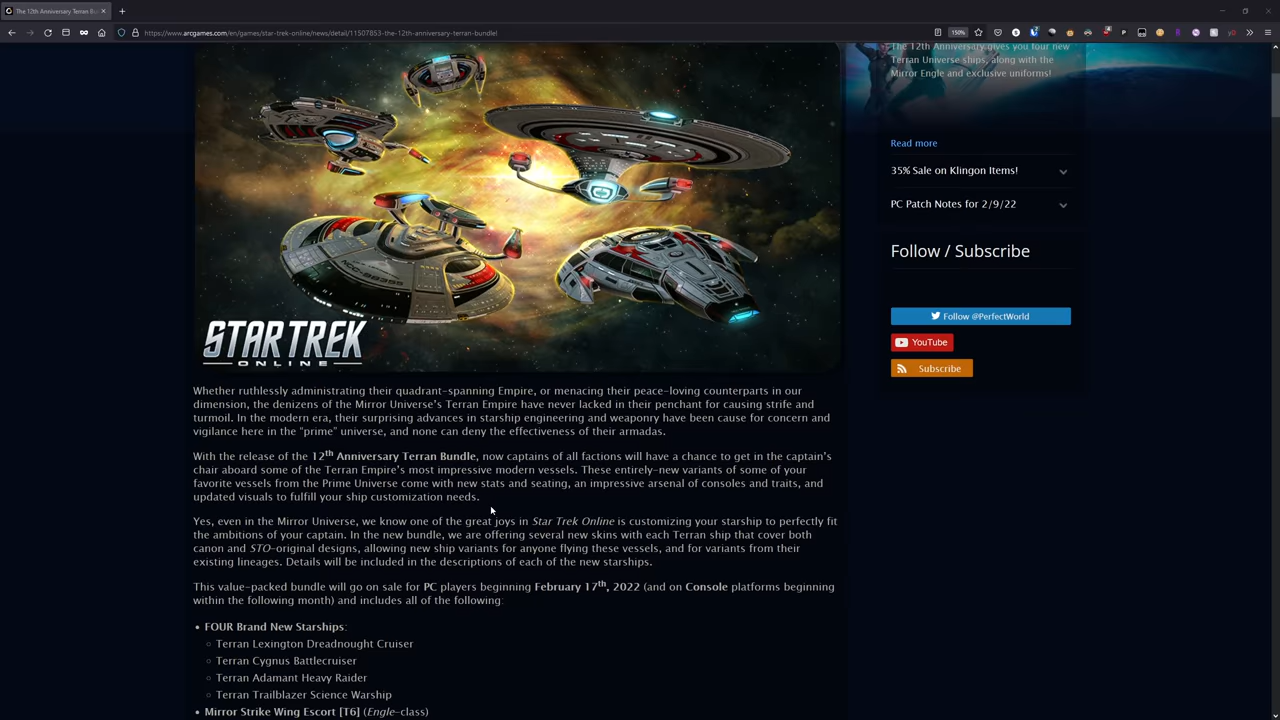 The 12th Anniversary Terran Bu
https://www.arcgames.com/en/games/star-trek-online/news/detail/11507853-the-12th-anniversary-terran-bundle!
150%
The 12th Anniversary gives you four new
Terran Universe ships, along with the
Mirror Engle and exclusive uniforms!
Read more
35% Sale on Klingon Items!
PC Patch Notes for 2/9/22
Follow / Subscribe
Follow @PerfectWorld
YouTube
Subscribe
STAR TREK
ONLINE
Whether ruthlessly administrating their quadrant-spanning Empire, or menacing their peace-loving counterparts in our
dimension, the denizens of the Mirror Universe's Terran Empire have never lacked in their penchant for causing strife and
turmoil. In the modern era, their surprising advances in starship engineering and weaponry have been cause for concern and
vigilance here in the "prime" universe, and none can deny the effectiveness of their armadas.
With the release of the 12th Anniversary Terran Bundle, now captains of all factions will have a chance to get in the captain's
chair aboard some of the Terran Empire's most impressive modern vessels. These entirely-new variants of some of your
favorite vessels from the Prime Universe come with new stats and seating, an impressive arsenal of consoles and traits, and
updated visuals to fulfill your ship customization needs.
Yes, even in the Mirror Universe, we know one of the great joys in Star Trek Online is customizing your starship to perfectly fit
the ambitions of your captain. In the new bundle, we are offering several new skins with each Terran ship that cover both
canon and STO-original designs, allowing new ship variants for anyone flying these vessels, and for variants from their
existing lineages. Details will be included in the descriptions of each of the new starships.
This value-packed bundle will go on sale for PC players beginning February 17th, 2022 (and on Console platforms beginning
within the following month) and includes all of the following:
• FOUR Brand New Starships:
Terran Lexington Dreadnought Cruiser
Terran Cygnus Battlecruiser
Terran Adamant Heavy Raider
Terran Trailblazer Science Warship
• Mirror Strike Wing Escort [T6] (Engle-class)